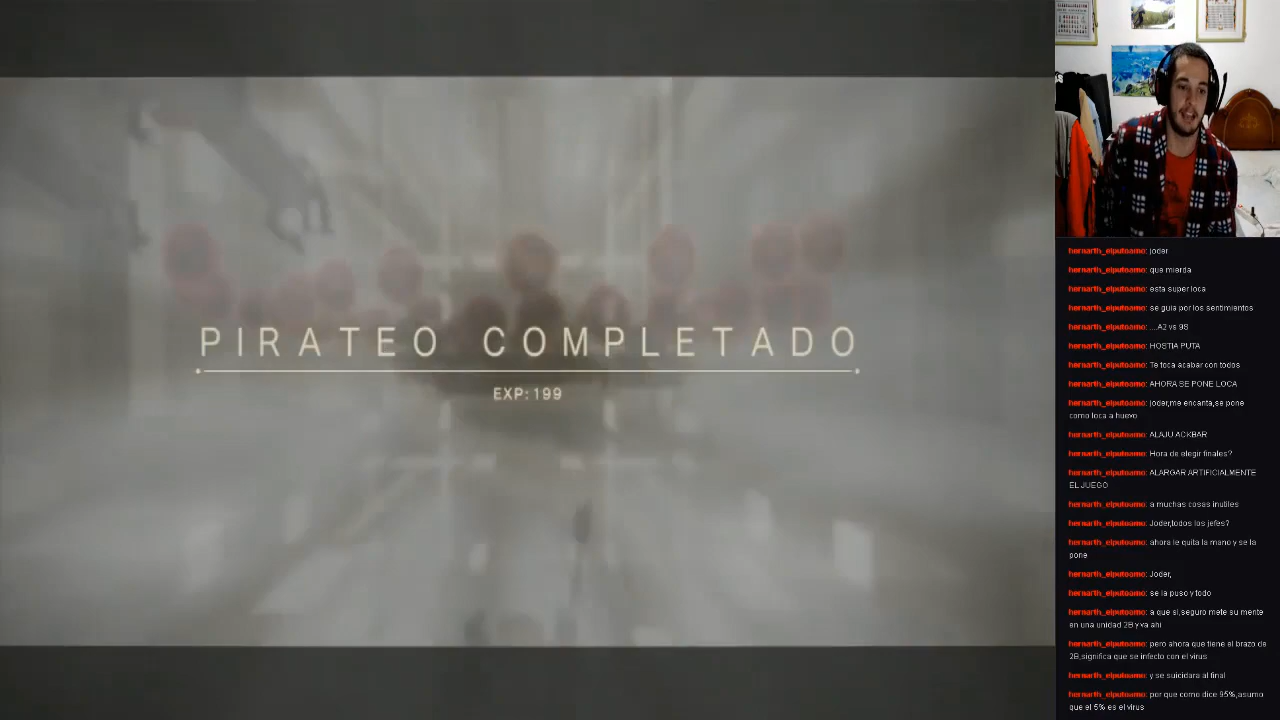 PIRATEO COMPLETADO
EXP: 199
hernarth_elputoamo: joder
hernarth_elputoamo: que mierda
hernarth_elputoamo: esta super loca
hernarth_elputoamo: se guia por los sentimientos
hernarth_elputoamo: ....A2 vs 9S
hernarth_elputoamo: HOSTIA PUTA
hernarth_elputoamo: Te toca acabar con todos
hernarth_elputoamo: AHORA SE PONE LOCA
hernarth_elputoamo: joder,me encanta,se pone
como loca a huevo
hernarth_elputoamo: ALAJU ACKBAR
hernarth_elputoamo: Hora de elegir finales?
hernarth_elputoamo: ALARGAR ARTIFICIALMENTE
EL JUEGO
hernarth_elputoamo: a muchas cosas inutiles
hernarth_elputoamo: Joder,todos los jefes?
hernarth_elputoamo: ahora le quita la mano y se la
pone
hernarth_elputoamo: Joder,
hernarth_elputoamo: se la puso y todo
hernarth_elputoamo: a que si,seguro mete su mente
en una unidad 2B y va ahi
hernarth_elputoamo: pero ahora que tiene el brazo de
2B,significa que se infecto con el virus
hernarth_elputoamo: y se suicidara al final
hernarth_elputoamo: por que como dice 95%,asumo
que el 5% es el virus